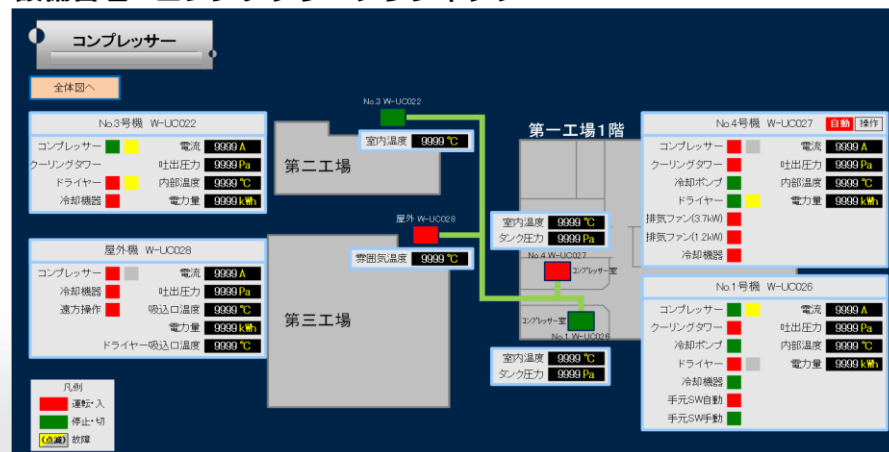 コンプレッサー
全体図へ
No.3号機 W-UC022
コンプレッサー 電流 9999 A
クーリングタワー 吐出圧力 9999 Pa
ドライヤー 内部温度 9999 ℃
冷却機器 電力量 9999 kWh
屋外機 W-UC028
コンプレッサー 電流 9999 A
冷却機器 吐出圧力 9999 Pa
遠方操作 吸込口温度 9999 ℃
電力量 9999 kWh
ドライヤー吸込口温度 9999 ℃
凡例
運転・入
停止・切
(点滅) 故障
No.3 W-UC022
室内温度 9999 ℃
第二工場
屋外 W-UC028
雰囲気温度 9999 ℃
第三工場
第一工場1階
室内温度 9999 ℃
タンク圧力 9999 Pa
No.4 W-UC027
コンプレッサー室
コンプレッサー室
No.1 W-UC026
室内温度 9999 ℃
タンク圧力 9999 Pa
No.4号機 W-UC027 自動 操作
コンプレッサー 電流 9999 A
クーリングタワー 吐出圧力 9999 Pa
冷却ポンプ 内部温度 9999 ℃
ドライヤー 電力量 9999 kWh
排気ファン(3.7kW)
排気ファン(1.2kW)
冷却機器
No.1号機 W-UC026
コンプレッサー 電流 9999 A
クーリングタワー 吐出圧力 9999 Pa
冷却ポンプ 内部温度 9999 ℃
ドライヤー 電力量 9999 kWh
冷却機器
手元SW自動
手元SW手動